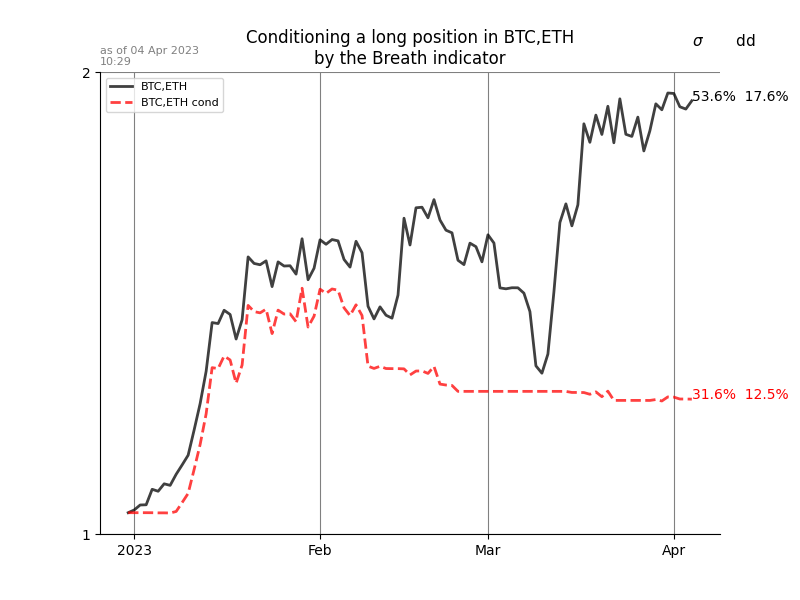 Conditioning a long position in BTC,ETH
by the Breath indicator
σ dd
as of 04 Apr 2023
10:29
2
BTC,ETH
BTC,ETH cond
53.6% 17.6%
31.6% 12.5%
1
2023 Feb Mar Apr